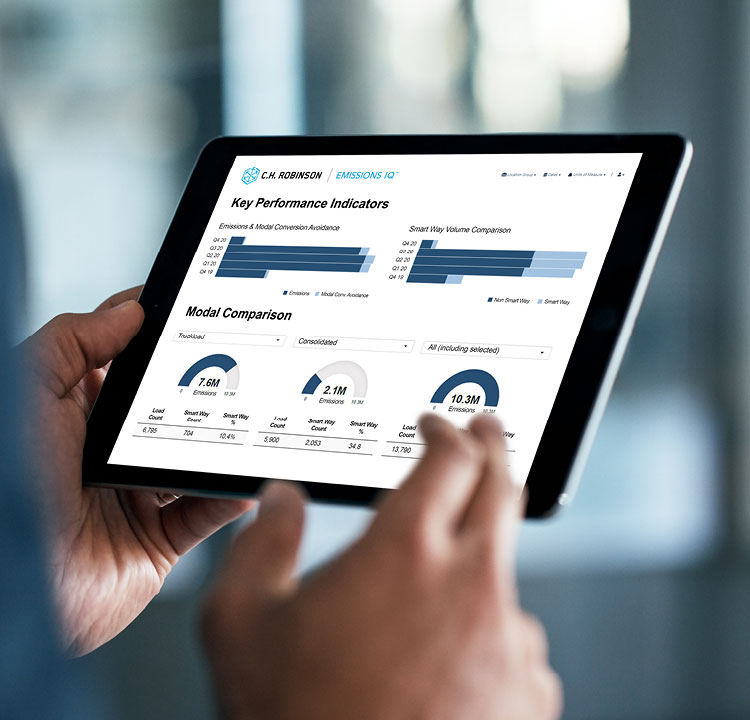 C.H. ROBINSON | EMISSIONS IQ™ Location Group Dates Units of Measure
Key Performance Indicators
Emissions & Modal Conversion Avoidance
Q4 20
Q3 20
Q2 20
Q1 20
Q4 19
Emissions Modal Conv. Avoidance
Smart Way Volume Comparison
Q4 20
Q3 20
Q2 20
Q1 20
Q4 19
Non Smart Way Smart Way
Modal Comparison
Truckload Consolidated All (including selected)
7.6M
Emissions
0 10.3M
Load Count Smart Way Count Smart Way %
6,795 704 10.4%
2.1M
Emissions
0 10.3M
Load Count Smart Way Count Smart Way %
5,900 2,053 34.8
10.3M
Emissions
0 10.3M
Load Count Way
13,790